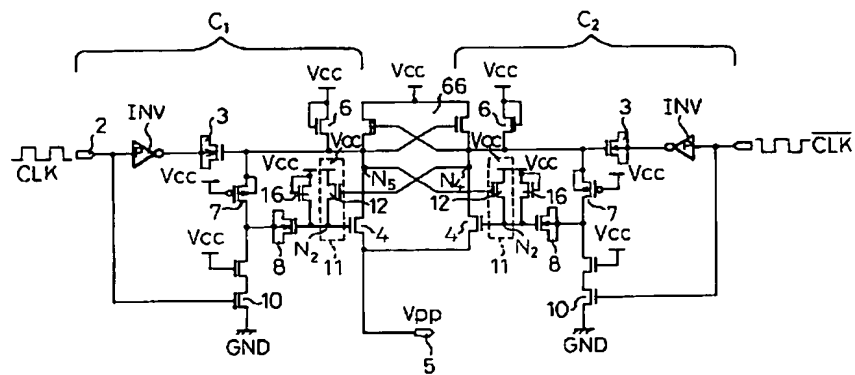 C₁ C₂
Vcc Vcc 66 Vcc
2 INV 3 6 6 3 INV
CLK Vcc Vcc Vcc Vcc $\overline{CLK}$
Vcc N₅ N₄ Vcc
7 16 12 12 16 7
Vcc 8 N₂ 4 4 N₂ 8 Vcc
11 11
10 10
GND Vpp GND
5